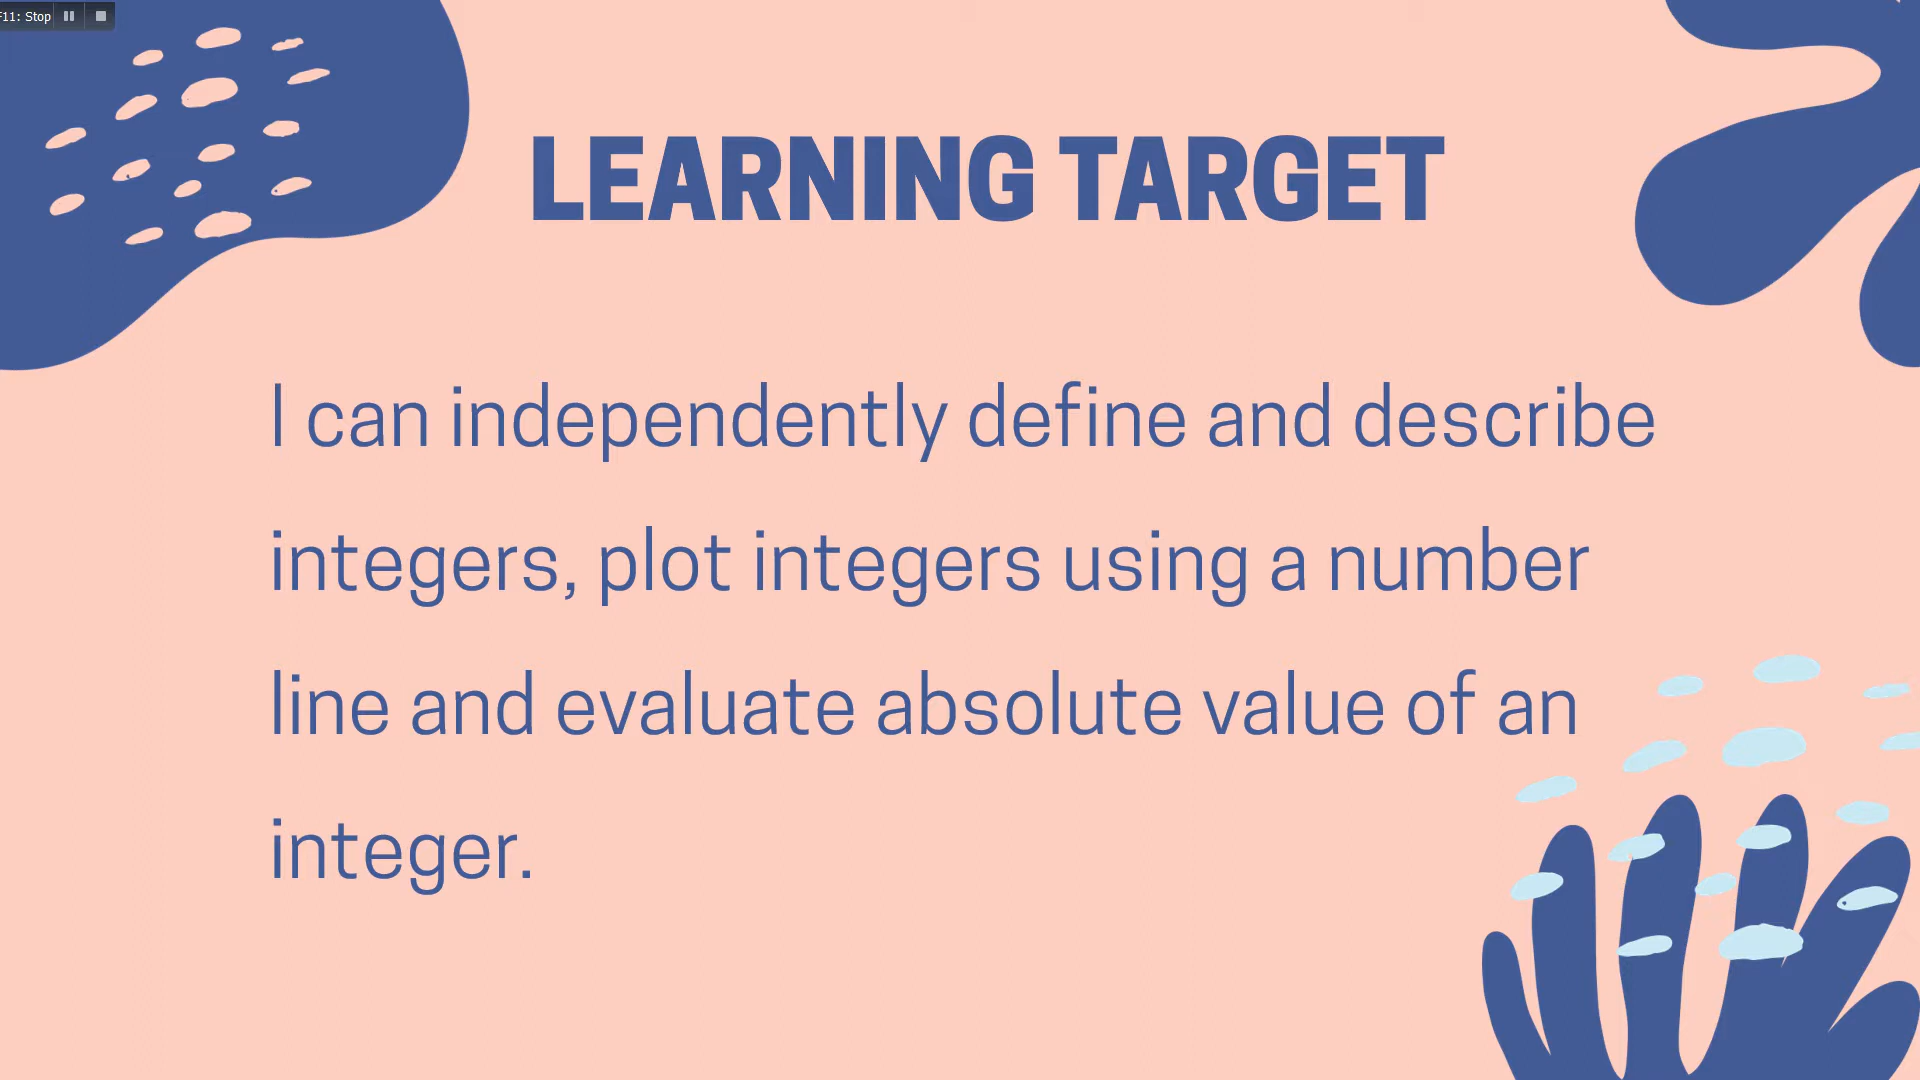 F11: Stop
LEARNING TARGET
I can independently define and describe
integers, plot integers using a number
line and evaluate absolute value of an
integer.